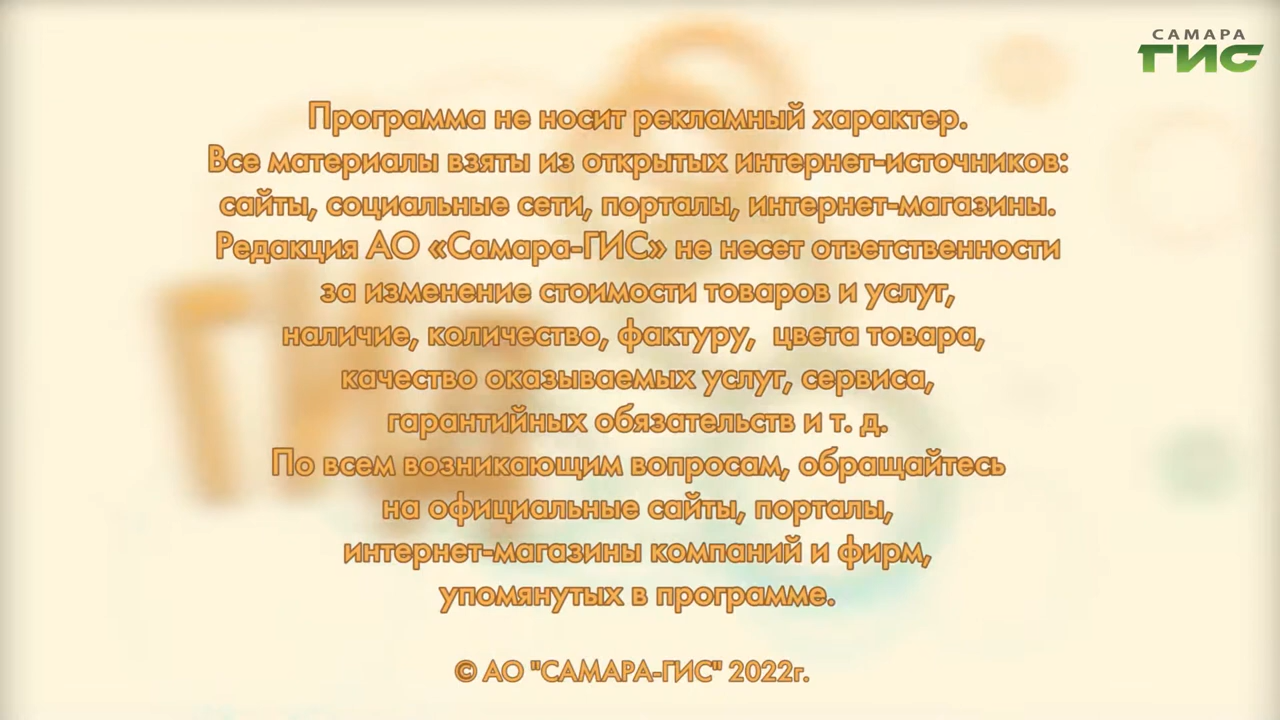 САМАРА
ГИС
Программа не носит рекламный характер.
Все материалы взяты из открытых интернет-источников:
сайты, социальные сети, порталы, интернет-магазины.
Редакция АО «Самара-ГИС» не несет ответственности
за изменение стоимости товаров и услуг,
наличие, количество, фактуру, цвета товара,
качество оказываемых услуг, сервиса,
гарантийных обязательств и т. д.
По всем возникающим вопросам, обращайтесь
на официальные сайты, порталы,
интернет-магазины компаний и фирм,
упомянутых в программе.
© АО "САМАРА-ГИС" 2022г.